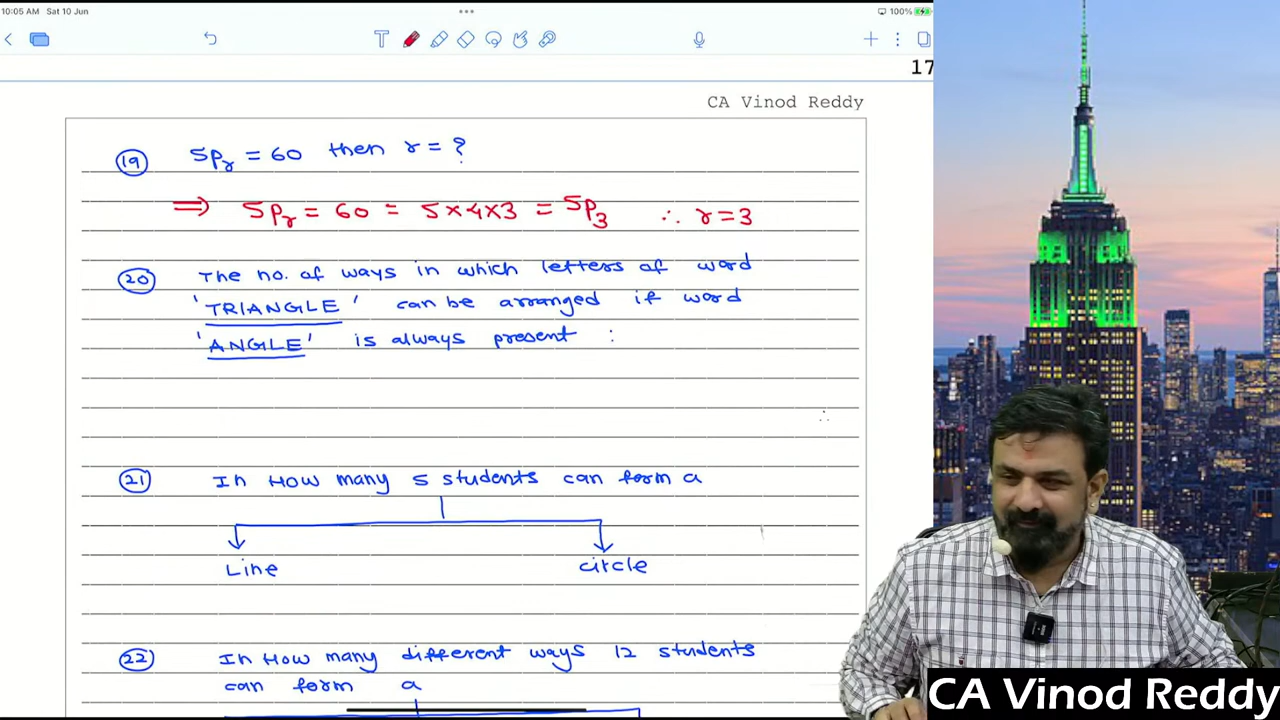 10:05 AM Sat 10 Jun
100%
17
CA Vinod Reddy
19 5Pr = 60 then r = ?
⇒ 5Pr = 60 = 5×4×3 = 5P3 ∴ r=3
20 The no. of ways in which letters of word
'TRIANGLE' can be arranged if word
'ANGLE' is always present :
21 In How many 5 students can form a
Line circle
22 In How many different ways 12 students
can form a
CA Vinod Reddy